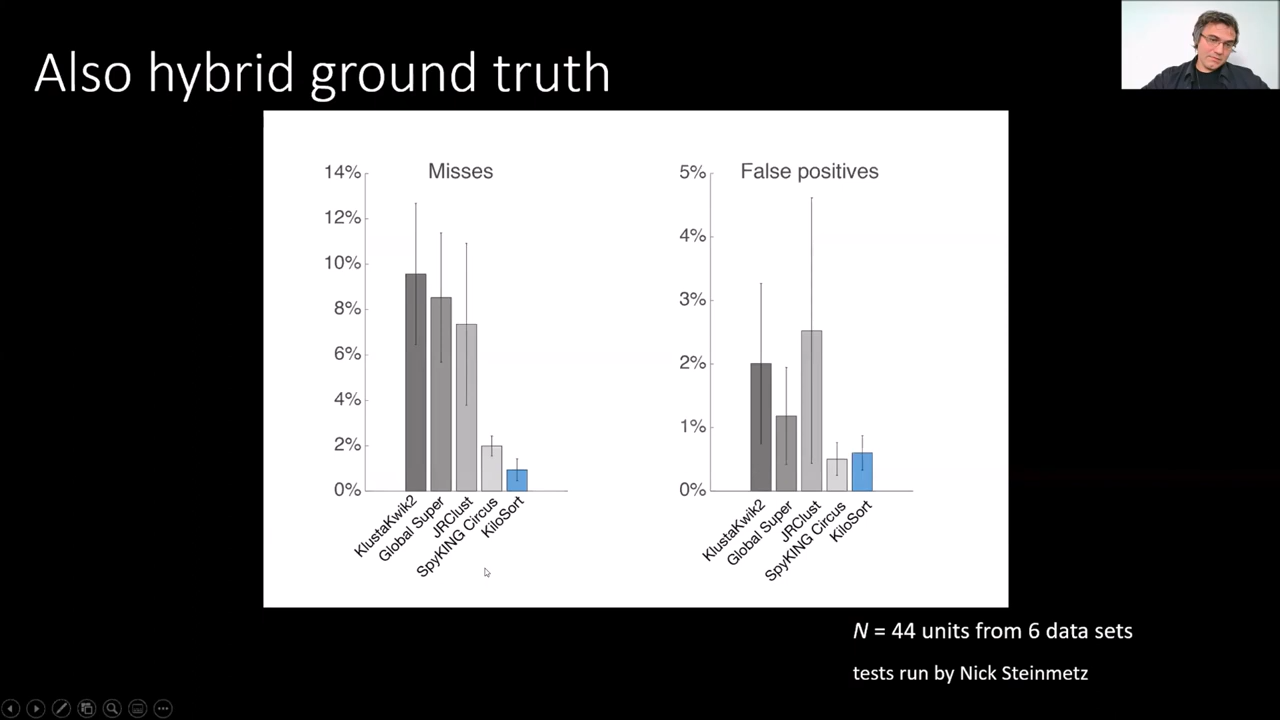 Also hybrid ground truth
Misses
14%
12%
10%
8%
6%
4%
2%
0%
KlustaKwik2
Global Super
JRClust
SpyKING Circus
KiloSort
False positives
5%
4%
3%
2%
1%
0%
KlustaKwik2
Global Super
JRClust
SpyKING Circus
KiloSort
N = 44 units from 6 data sets
tests run by Nick Steinmetz